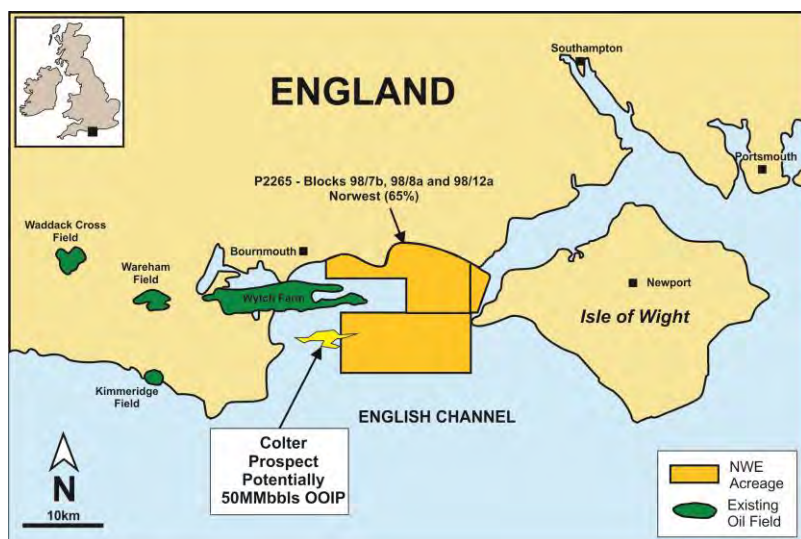 Southampton
ENGLAND
Portsmouth
P2265 - Blocks 98/7b, 98/8a and 98/12a
Norwest (65%)
Waddack Cross
Field
Bournmouth
Wareham
Field
Newport
Wytch Farm
Isle of Wight
Kimmeridge
Field
ENGLISH CHANNEL
Colter
Prospect
Potentially
50MMbbls OOIP
N
10km
NWE
Acreage
Existing
Oil Field